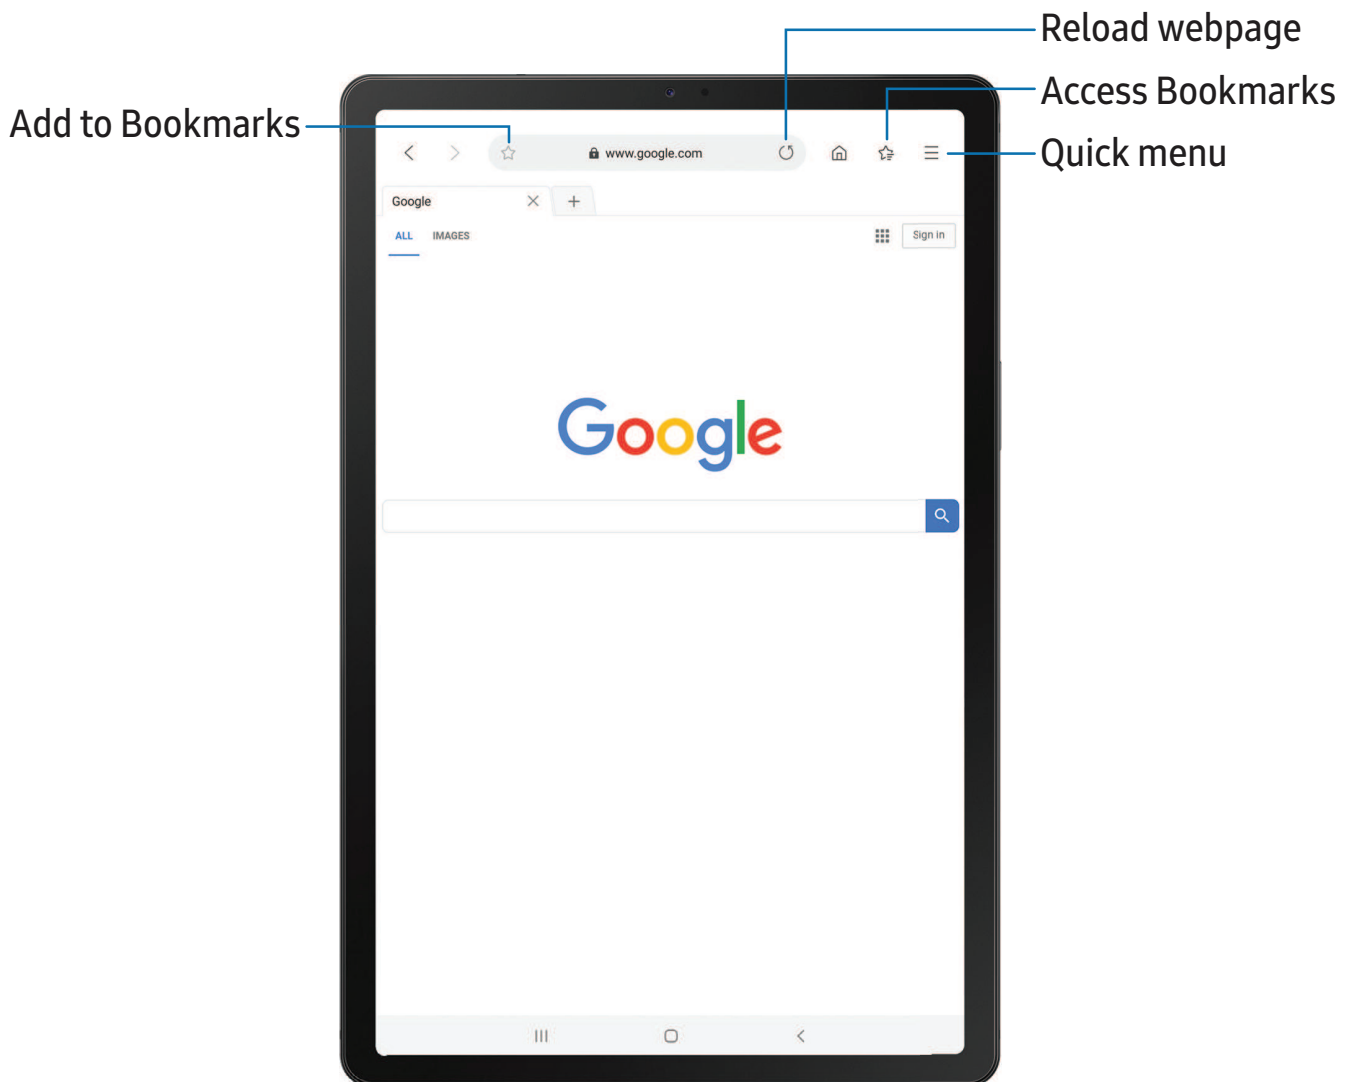 Reload webpage
Access Bookmarks
Add to Bookmarks
Quick menu
www.google.com
Google
ALL IMAGES
Sign in
Google